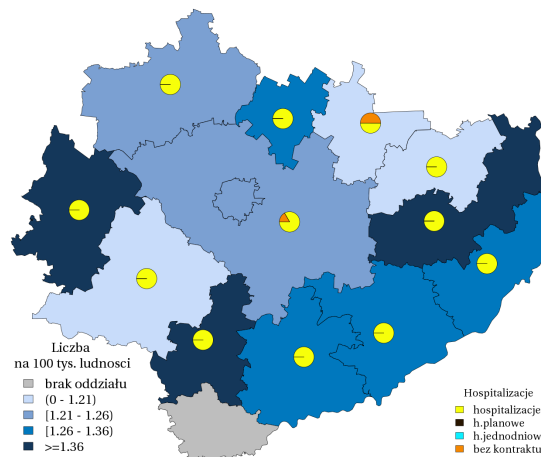 Liczba
na 100 tys. ludnosci
brak oddziału
(0 - 1.21)
[1.21 - 1.26)
[1.26 - 1.36)
>=1.36
Hospitalizacje
hospitalizacje
h.planowe
h.jednodniow
bez kontraktu